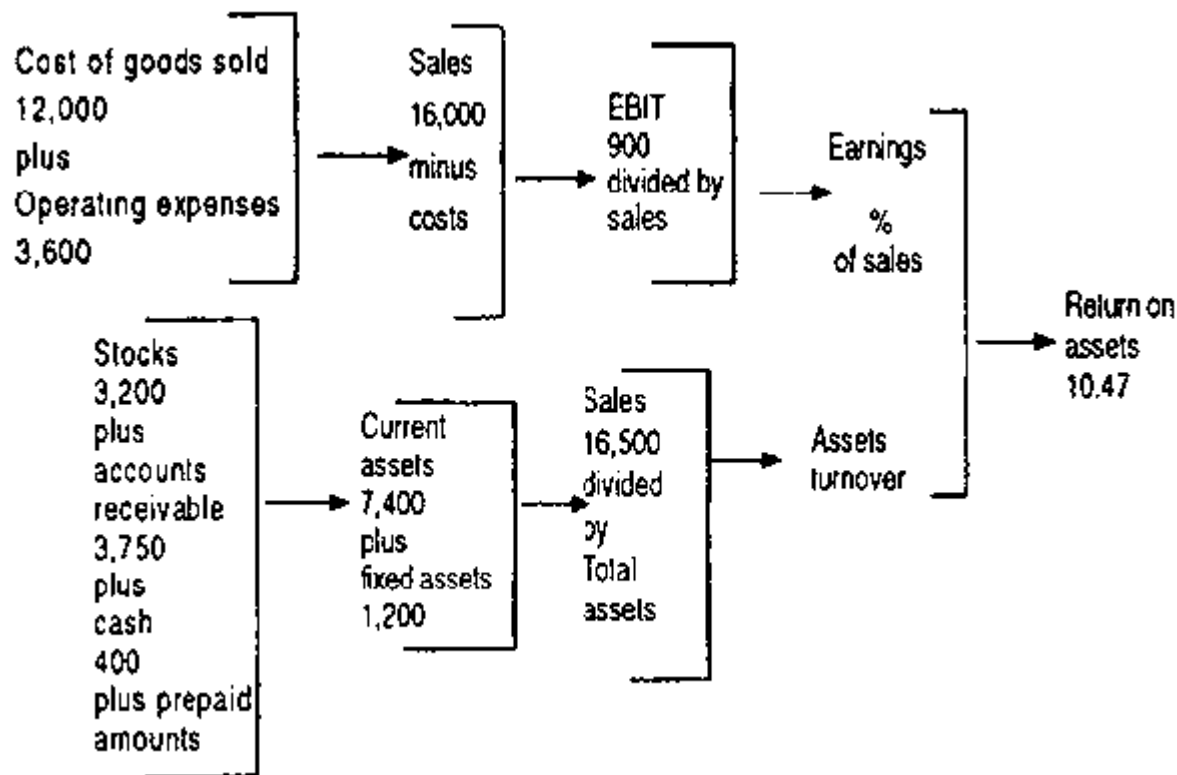 Cost of goods sold
12,000
plus
Operating expenses
3,600
Sales
16,000
minus
costs
EBIT
900
divided by
sales
Earnings
%
of sales
Return on
assets
10.47
Stocks
3,200
plus
accounts
receivable
3,750
plus
cash
400
plus prepaid
amounts
Current
assets
7,400
plus
fixed assets
1,200
Sales
16,500
divided
by
Total
assets
Assets
turnover